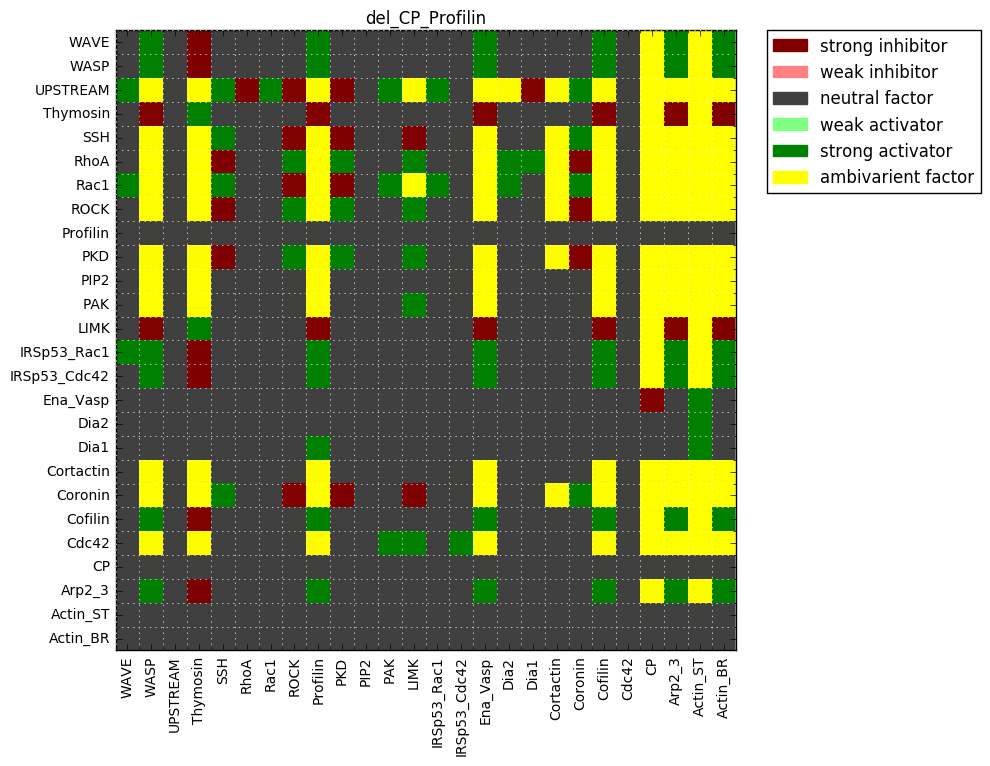 del_CP_Profilin
WAVE
WASP
UPSTREAM
Thymosin
SSH
RhoA
Rac1
ROCK
Profilin
PKD
PIP2
PAK
LIMK
IRSp53_Rac1
IRSp53_Cdc42
Ena_Vasp
Dia2
Dia1
Cortactin
Coronin
Cofilin
Cdc42
CP
Arp2_3
Actin_ST
Actin_BR
WAVE
WASP
UPSTREAM
Thymosin
SSH
RhoA
Rac1
ROCK
Profilin
PKD
PIP2
PAK
LIMK
IRSp53_Rac1
IRSp53_Cdc42
Ena_Vasp
Dia2
Dia1
Cortactin
Coronin
Cofilin
Cdc42
CP
Arp2_3
Actin_ST
Actin_BR
strong inhibitor
weak inhibitor
neutral factor
weak activator
strong activator
ambivarient factor